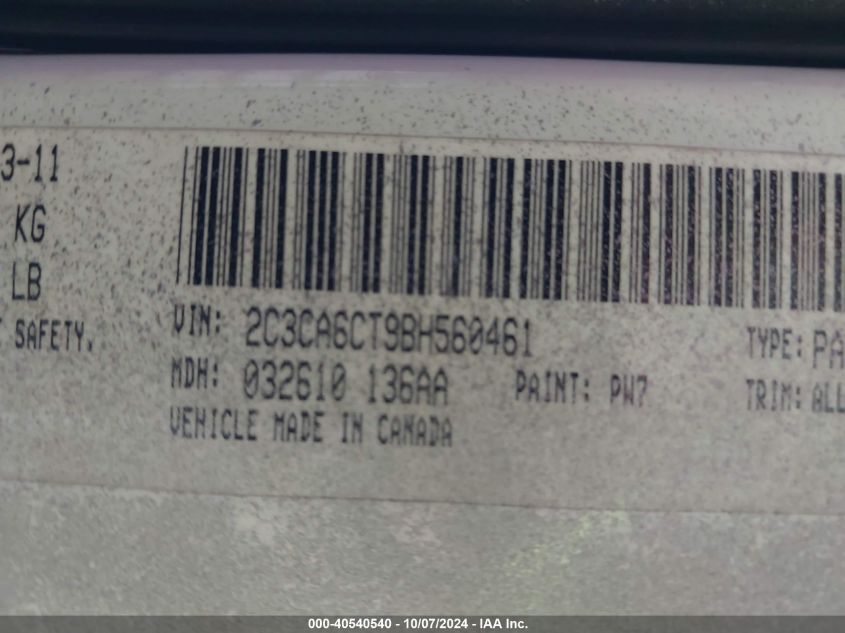 3-11
KG
LB
SAFETY.
VIN: 2C3CA6CT9BH560461 TYPE: PA
MDH: 032610 136AA PAINT: PW7 TRIM: ALL
VEHICLE MADE IN CANADA
000-40540540 - 10/07/2024 - IAA Inc.